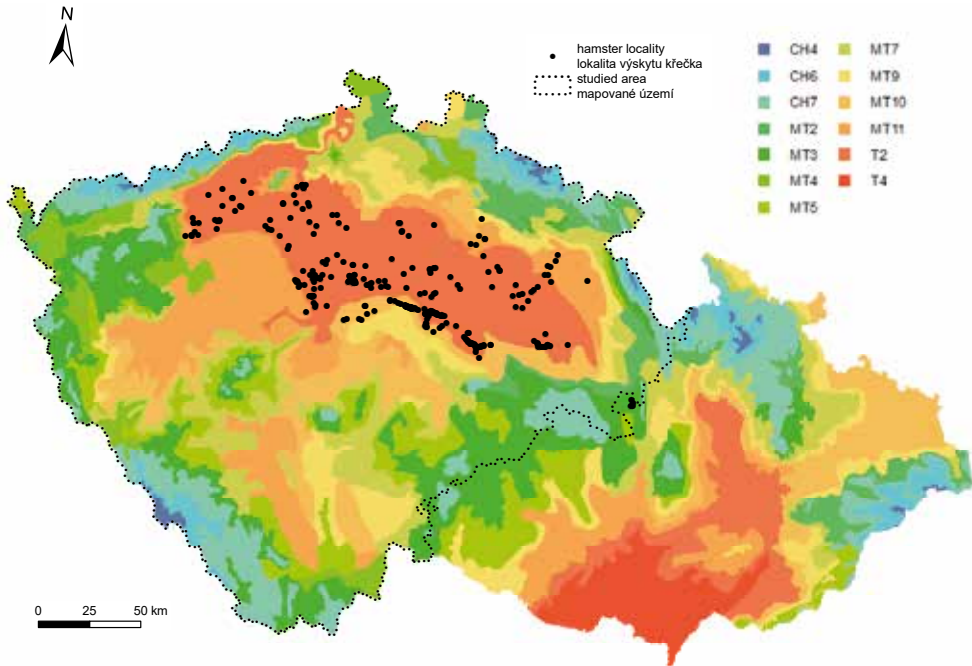 N
hamster locality
lokalita výskytu křečka
studied area
mapované území
CH4
CH6
CH7
MT2
MT3
MT4
MT5
MT7
MT9
MT10
MT11
T2
T4
0 25 50 km